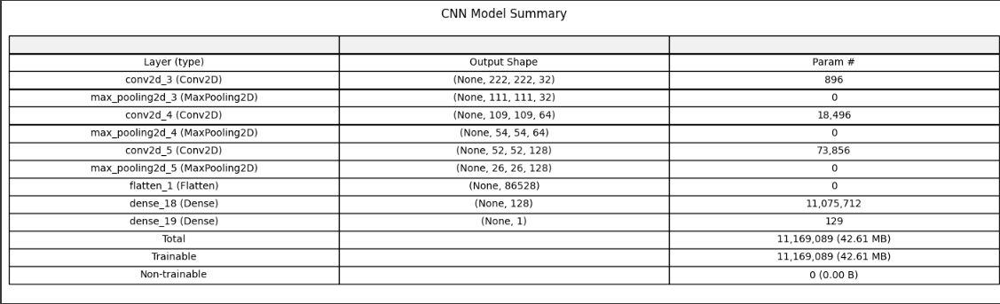 CNN Model Summary
Layer (type) Output Shape Param #
conv2d_3 (Conv2D) (None, 222, 222, 32) 896
max_pooling2d_3 (MaxPooling2D) (None, 111, 111, 32) 0
conv2d_4 (Conv2D) (None, 109, 109, 64) 18,496
max_pooling2d_4 (MaxPooling2D) (None, 54, 54, 64) 0
conv2d_5 (Conv2D) (None, 52, 52, 128) 73,856
max_pooling2d_5 (MaxPooling2D) (None, 26, 26, 128) 0
flatten_1 (Flatten) (None, 86528) 0
dense_18 (Dense) (None, 128) 11,075,712
dense_19 (Dense) (None, 1) 129
Total 11,169,089 (42.61 MB)
Trainable 11,169,089 (42.61 MB)
Non-trainable 0 (0.00 B)